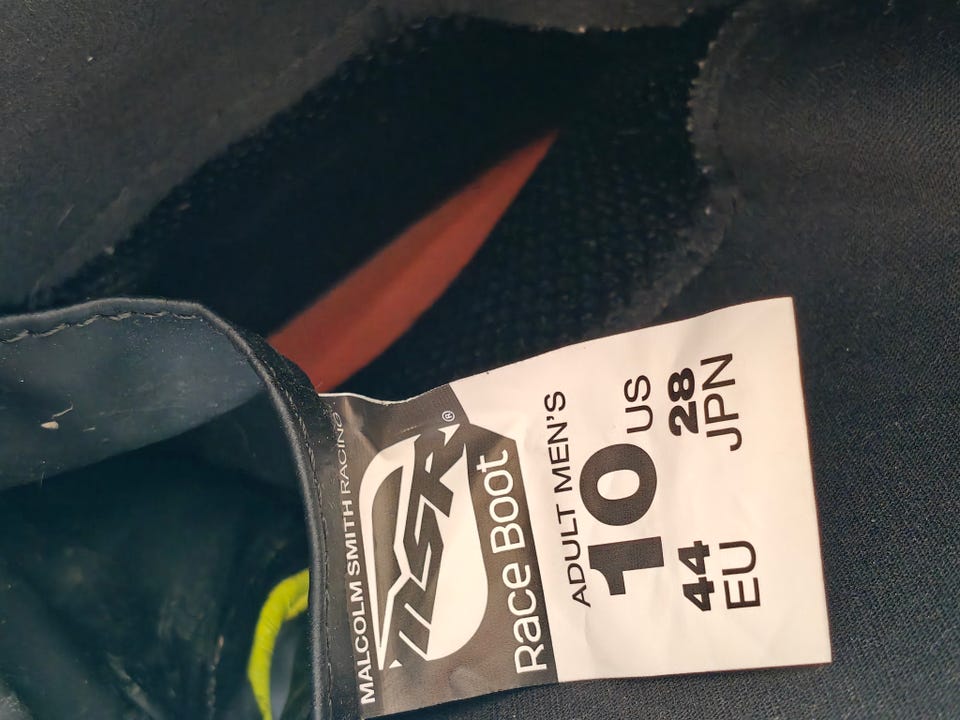 MALCOLM SMITH RACING
MSR®
Race Boot
ADULT MEN'S
10 US
44 28
EU JPN